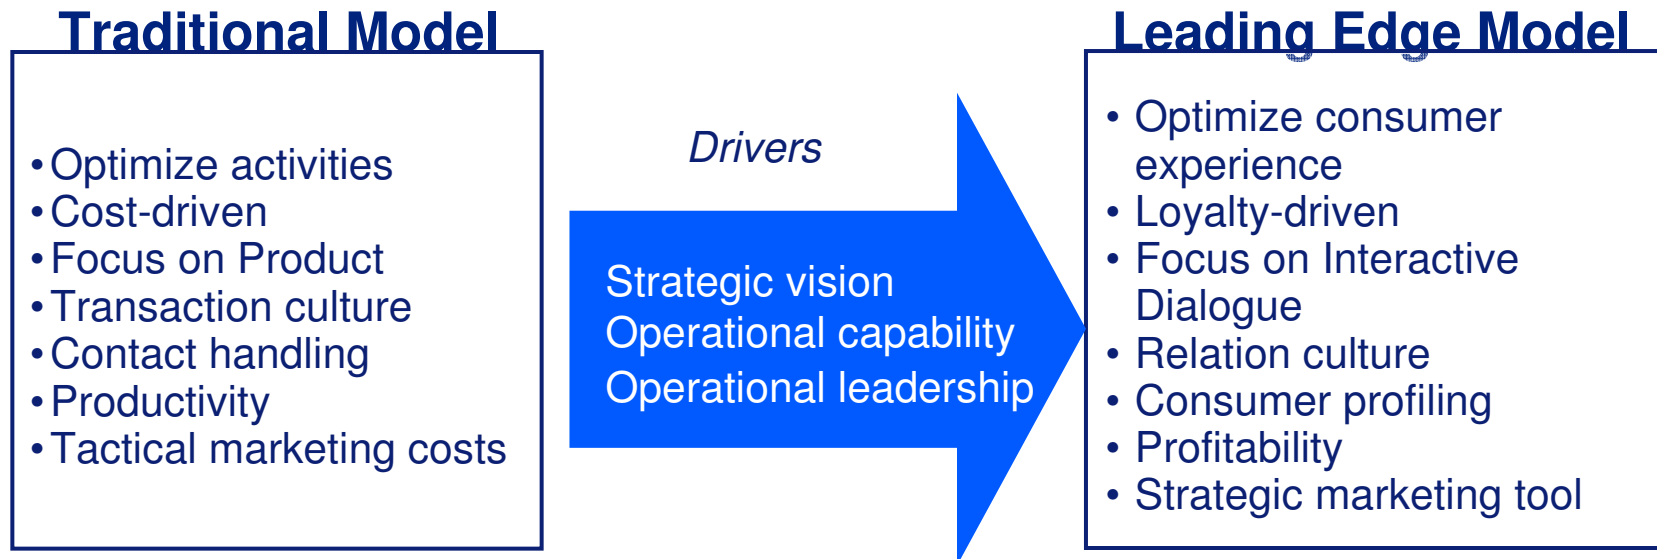 Traditional Model
• Optimize activities
• Cost-driven
• Focus on Product
• Transaction culture
• Contact handling
• Productivity
• Tactical marketing costs
Drivers
Strategic vision
Operational capability
Operational leadership
Leading Edge Model
• Optimize consumer
experience
• Loyalty-driven
• Focus on Interactive
Dialogue
• Relation culture
• Consumer profiling
• Profitability
• Strategic marketing tool